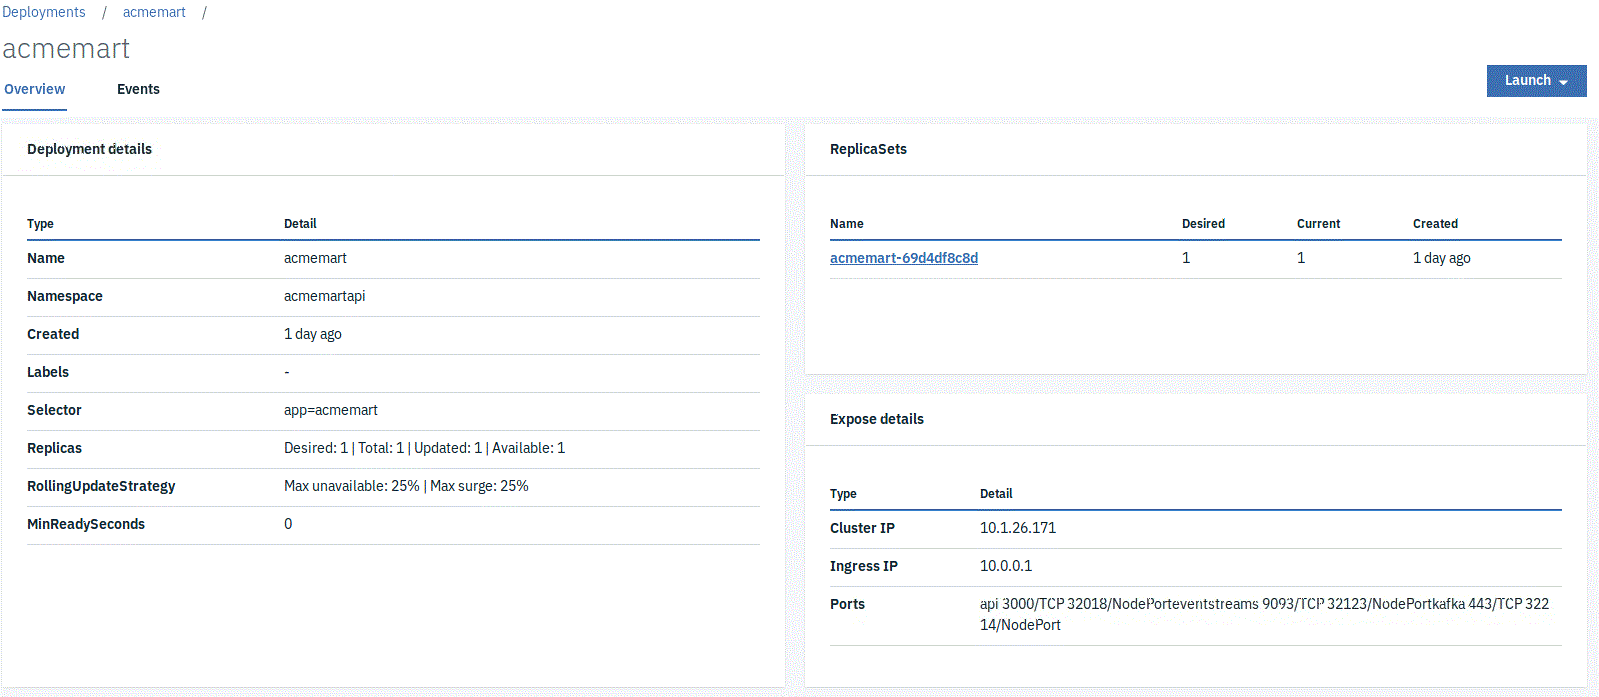 Deployments / acmemart /
acmemart
Overview Events
Launch
Deployment details
Type Detail
Name acmemart
Namespace acmemartapi
Created 1 day ago
Labels -
Selector app=acmemart
Replicas Desired: 1 | Total: 1 | Updated: 1 | Available: 1
RollingUpdateStrategy Max unavailable: 25% | Max surge: 25%
MinReadySeconds 0
ReplicaSets
Name Desired Current Created
acmemart-69d4df8c8d 1 1 1 day ago
Expose details
Type Detail
Cluster IP 10.1.26.171
Ingress IP 10.0.0.1
Ports api 3000/TCP 32018/NodePorteventstreams 9093/TCP 32123/NodePortkafka 443/TCP 322
14/NodePort